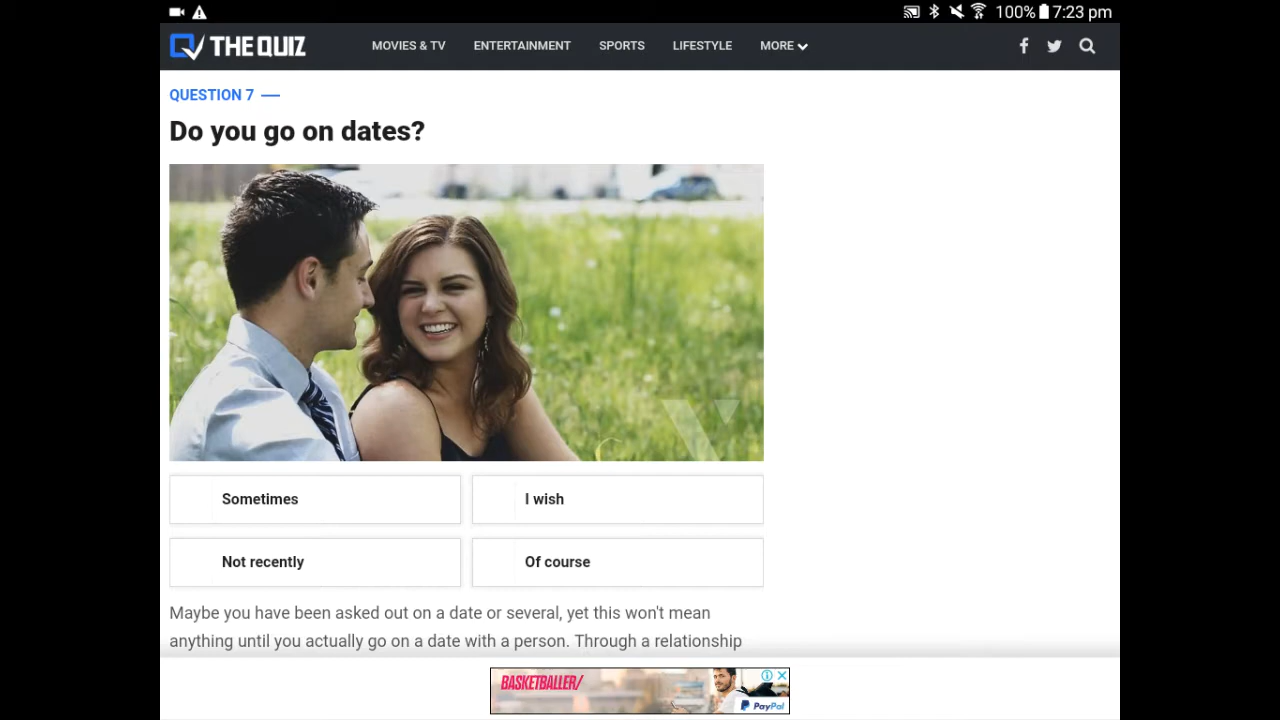 100% 7:23 pm
THE QUIZ
MOVIES & TV
ENTERTAINMENT
SPORTS
LIFESTYLE
MORE
QUESTION 7 —
Do you go on dates?
Sometimes
I wish
Not recently
Of course
Maybe you have been asked out on a date or several, yet this won't mean
anything until you actually go on a date with a person. Through a relationship
BASKETBALLER/
PayPal